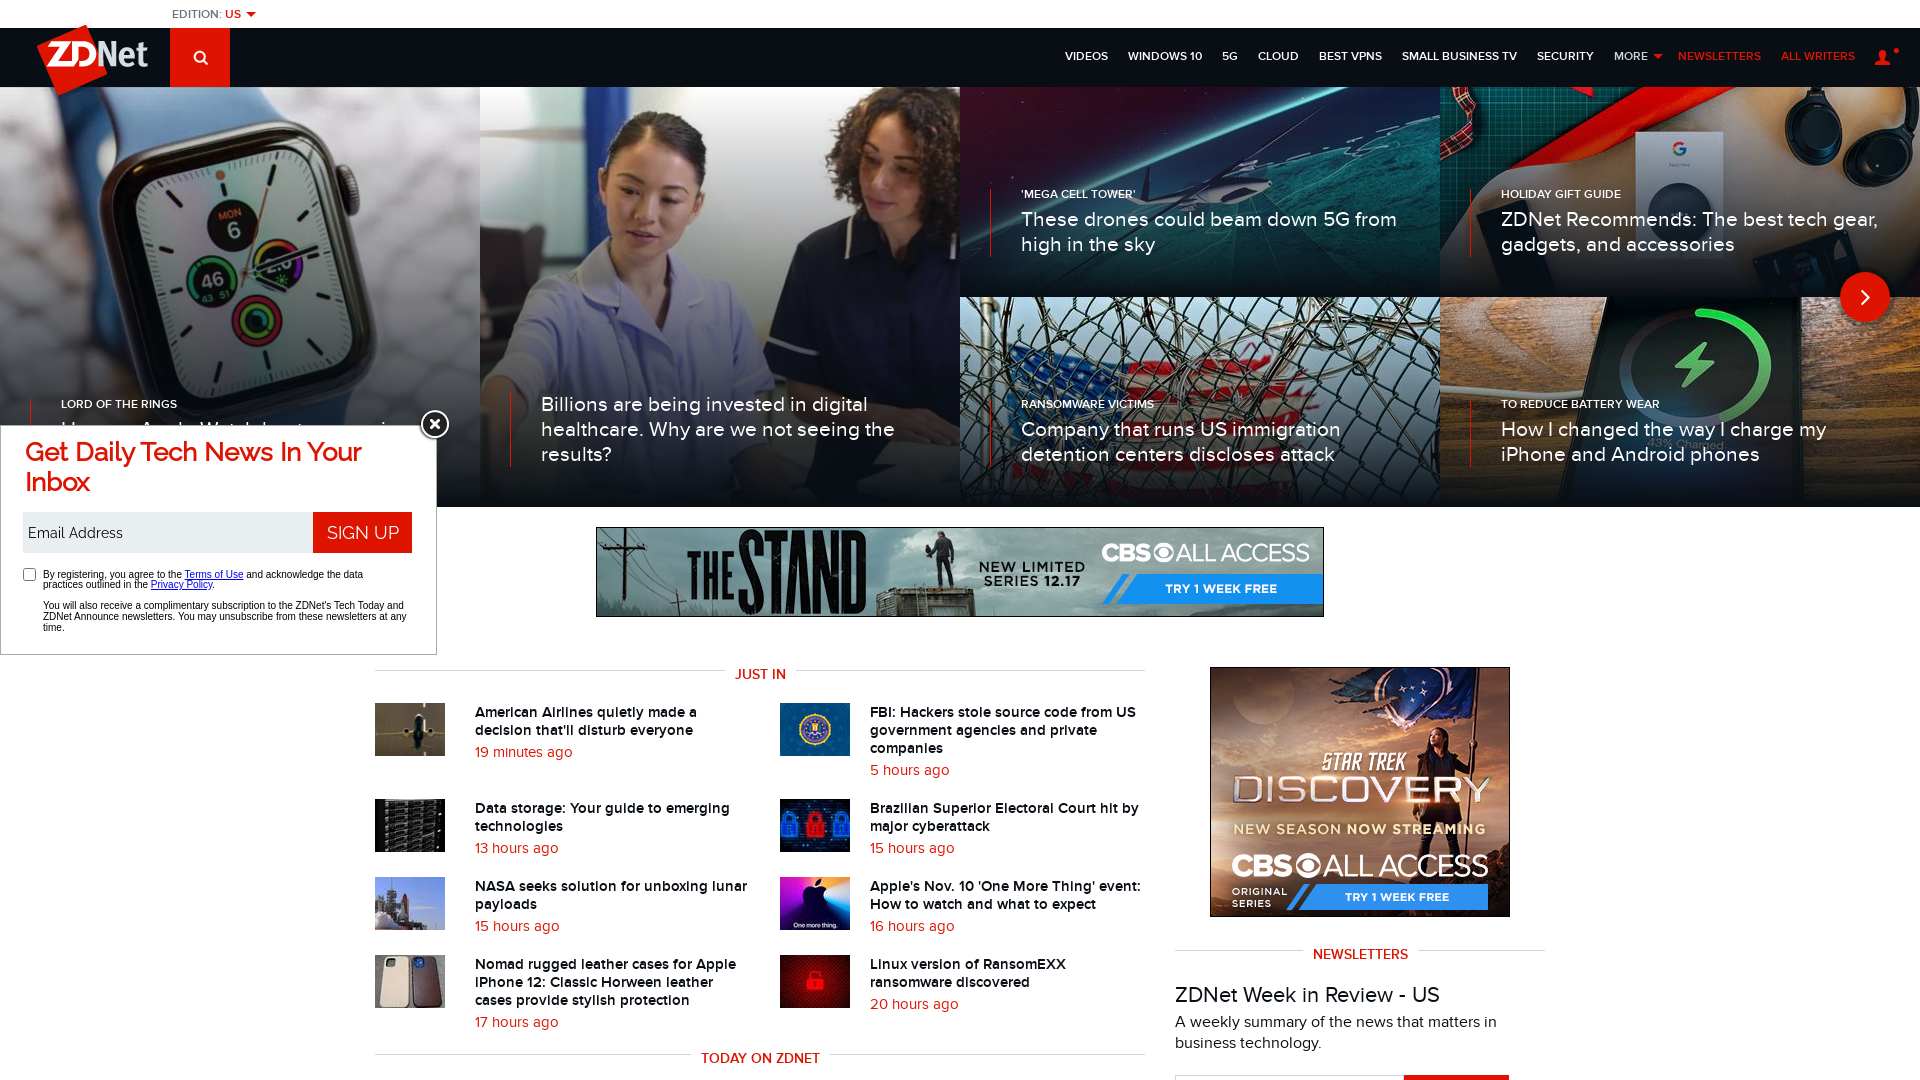 EDITION: US
ZDNet
VIDEOS WINDOWS 10 5G CLOUD BEST VPNS SMALL BUSINESS TV SECURITY MORE NEWSLETTERS ALL WRITERS
MON
6
46
43 51
2.0
LORD OF THE RINGS
Billions are being invested in digital
healthcare. Why are we not seeing the
results?
'MEGA CELL TOWER'
These drones could beam down 5G from
high in the sky
HOLIDAY GIFT GUIDE
ZDNet Recommends: The best tech gear,
gadgets, and accessories
RANSOMWARE VICTIMS
Company that runs US immigration
detention centers discloses attack
TO REDUCE BATTERY WEAR
How I changed the way I charge my
iPhone and Android phones
43% Charged
Get Daily Tech News In Your
Inbox
Email Address SIGN UP
By registering, you agree to the Terms of Use and acknowledge the data
practices outlined in the Privacy Policy.
You will also receive a complimentary subscription to the ZDNet's Tech Today and
ZDNet Announce newsletters. You may unsubscribe from these newsletters at any
time.
THE STAND
NEW LIMITED
SERIES 12.17
CBS ALL ACCESS
TRY 1 WEEK FREE
JUST IN
American Airlines quietly made a
decision that'll disturb everyone
19 minutes ago
FBI: Hackers stole source code from US
government agencies and private
companies
5 hours ago
Data storage: Your guide to emerging
technologies
13 hours ago
Brazilian Superior Electoral Court hit by
major cyberattack
15 hours ago
NASA seeks solution for unboxing lunar
payloads
15 hours ago
One more thing.
Apple's Nov. 10 'One More Thing' event:
How to watch and what to expect
16 hours ago
Nomad rugged leather cases for Apple
iPhone 12: Classic Horween leather
cases provide stylish protection
17 hours ago
Linux version of RansomEXX
ransomware discovered
20 hours ago
TODAY ON ZDNET
STAR TREK
DISCOVERY
NEW SEASON NOW STREAMING
CBS ALL ACCESS
ORIGINAL
SERIES
TRY 1 WEEK FREE
NEWSLETTERS
ZDNet Week in Review - US
A weekly summary of the news that matters in
business technology.